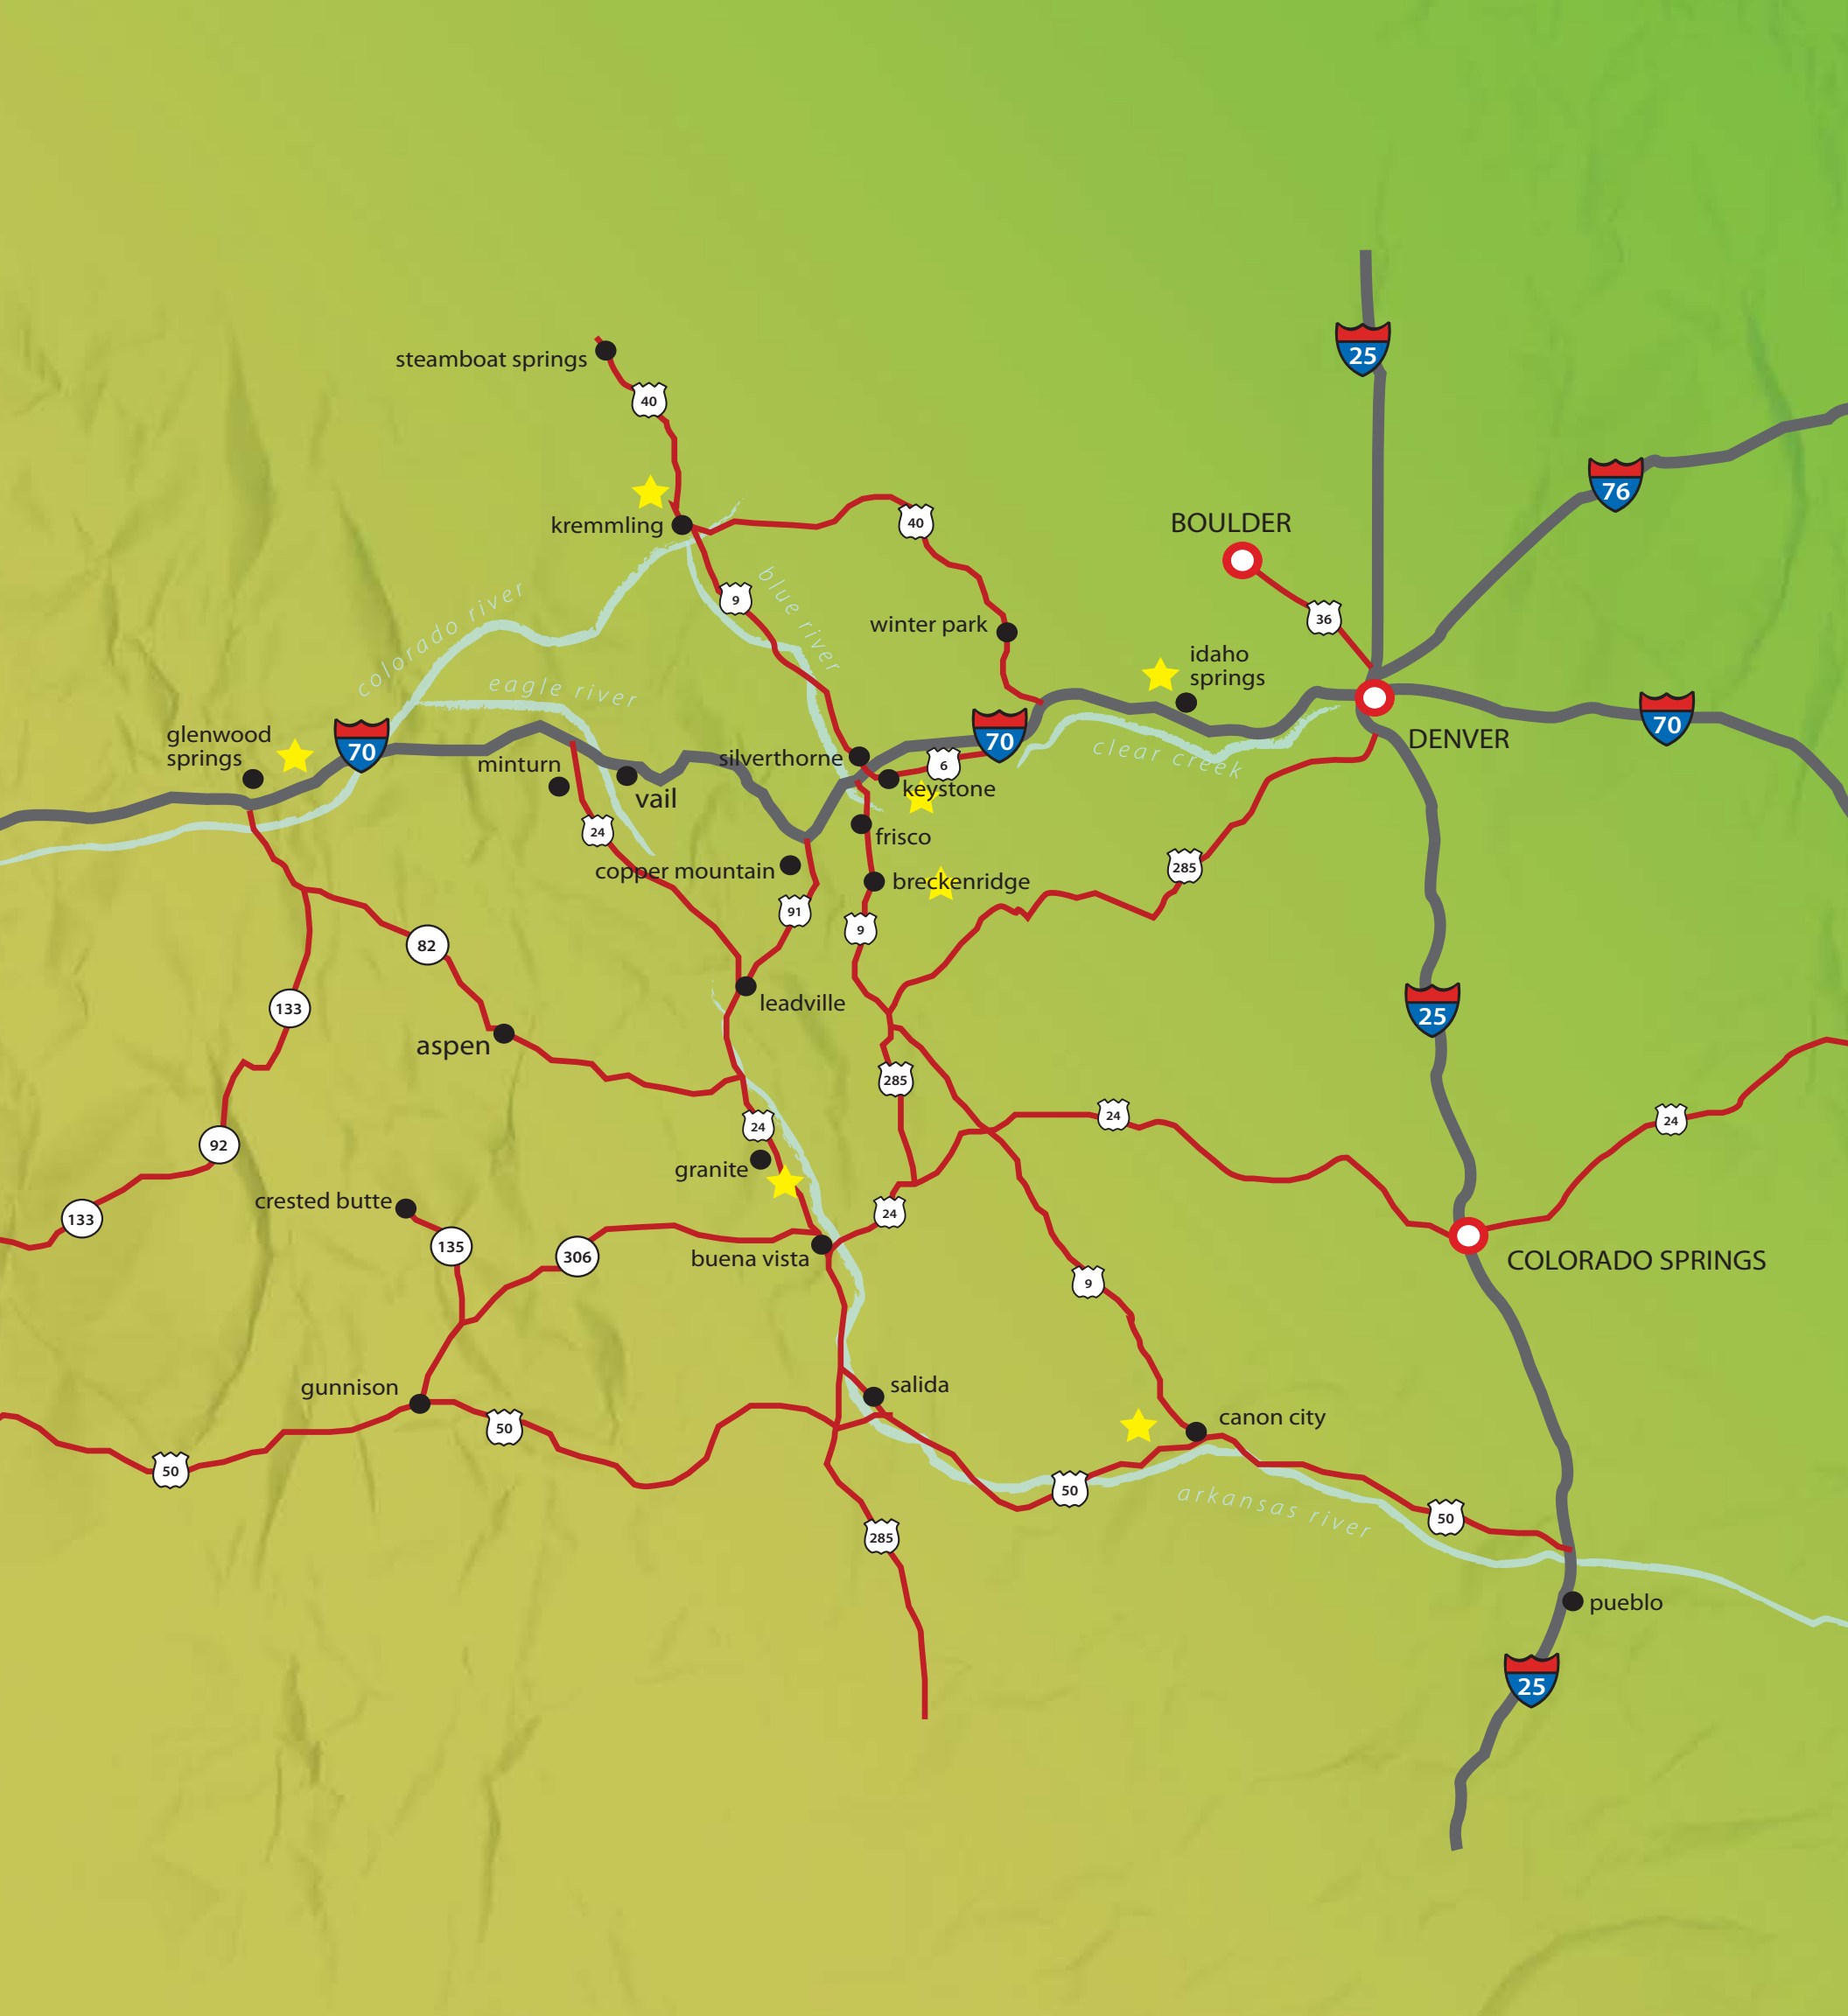 25
steamboat springs
40
76
kremmling
40
BOULDER
colorado river
9
blue river
36
winter park
idaho
springs
eagle river
glenwood
springs
70
70
70
DENVER
minturn
silverthorne
6
clear creek
vail
keystone
24
frisco
copper mountain
285
breckenridge
91
9
82
leadville
133
25
aspen
285
24
24
24
92
granite
crested butte
133
24
135
306
buena vista
COLORADO SPRINGS
9
gunnison
salida
50
canon city
50
50
arkansas river
50
285
pueblo
25